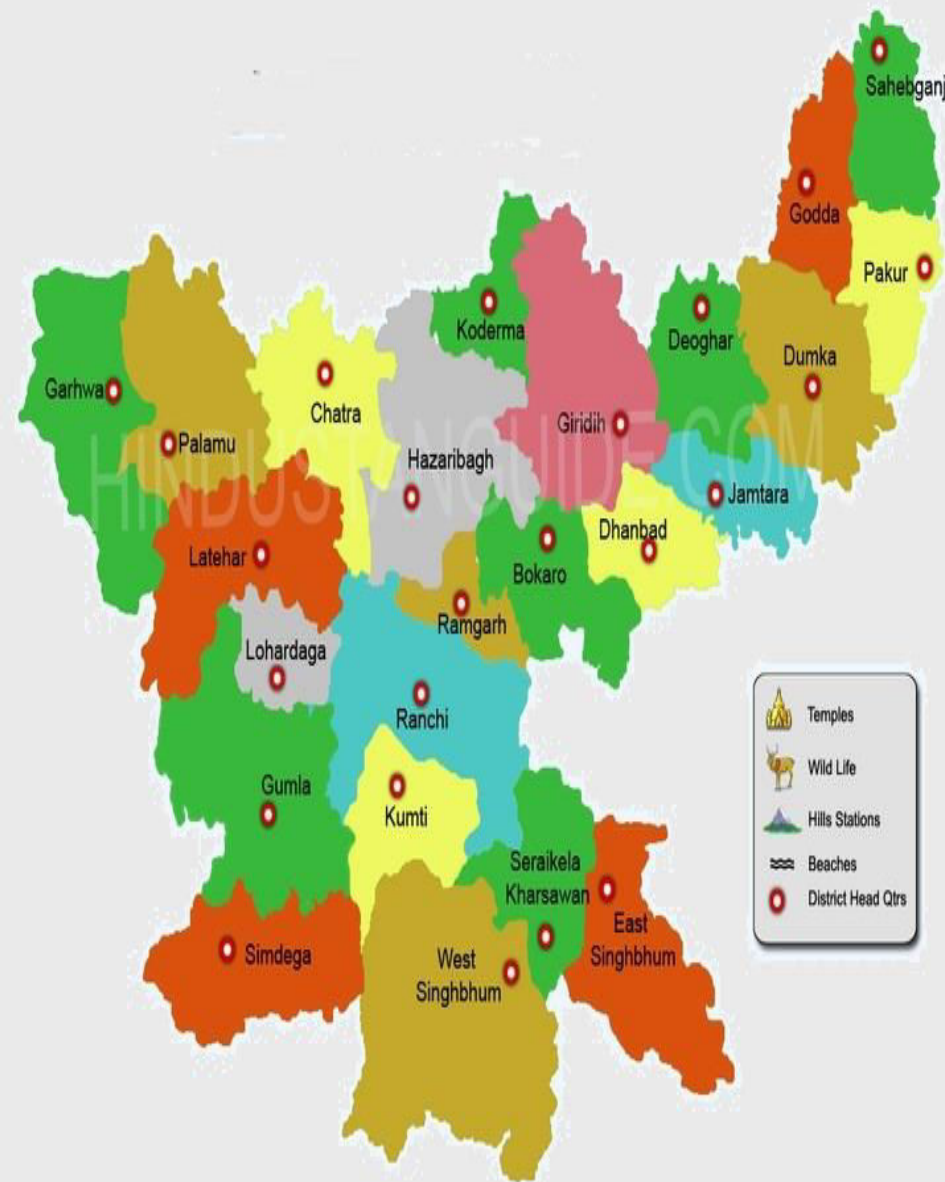 Sahebganj
Godda
Pakur
Koderma
Deoghar
Dumka
Garhwa
Chatra
Giridih
Palamu
Hazaribagh
HINDUSTANGUIDE.COM
Jamtara
Dhanbad
Latehar
Bokaro
Ramgarh
Lohardaga
Ranchi
Gumla
Kumti
Seraikela
Kharsawan
East
Singhbhum
Simdega
West
Singhbhum
Temples
Wild Life
Hills Stations
Beaches
District Head Qtrs